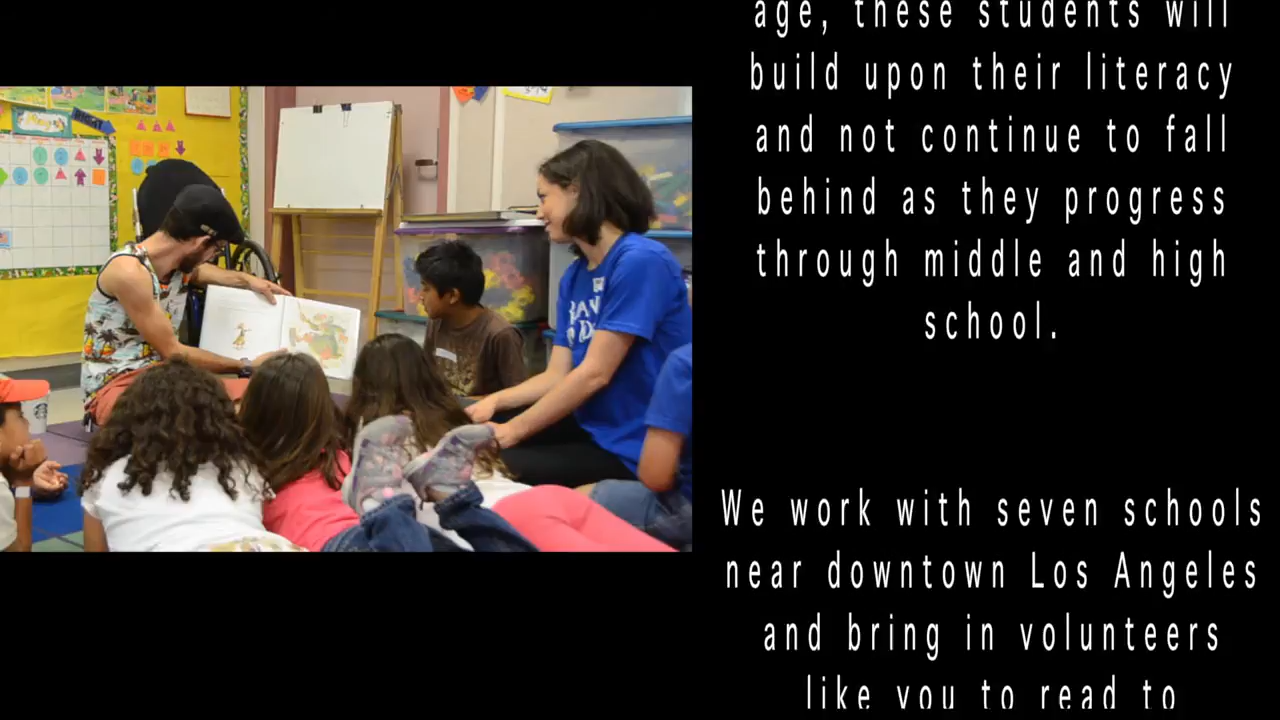 age, these students will
build upon their literacy
and not continue to fall
behind as they progress
through middle and high
school.
We work with seven schools
near downtown Los Angeles
and bring in volunteers
like you to read to